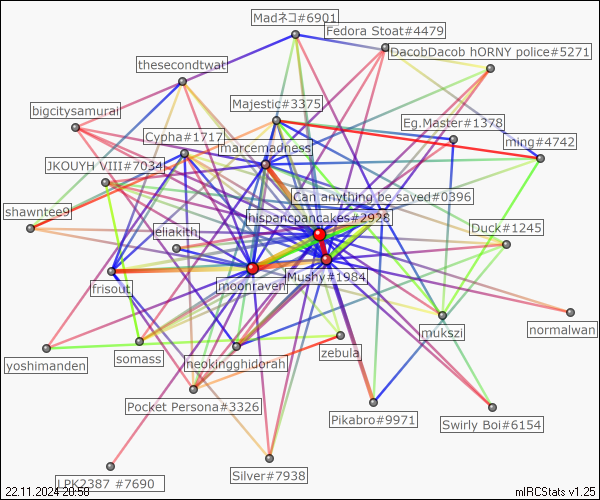 Madネコ#6901
Fedora Stoat#4479
DacobDacob hORNY police#5271
thesecondtwat
Majestic#3375
bigcitysamurai
Eg.Master#1378
Cypha#1717
ming#4742
marcemadness
JKOUYH VIII#7034
Can anything be saved#0396
shawntee9
hispancpancakes#2928
Duck#1245
eliakith
Mushy#1984
frisout
moonraven
normalwan
mukszi
zebula
somass
neokingghidorah
yoshimanden
Pocket Persona#3326
Pikabro#9971
Swirly Boi#6154
Silver#7938
LPK2387 #7690
22.11.2024 20:58
mIRCStats v1.25